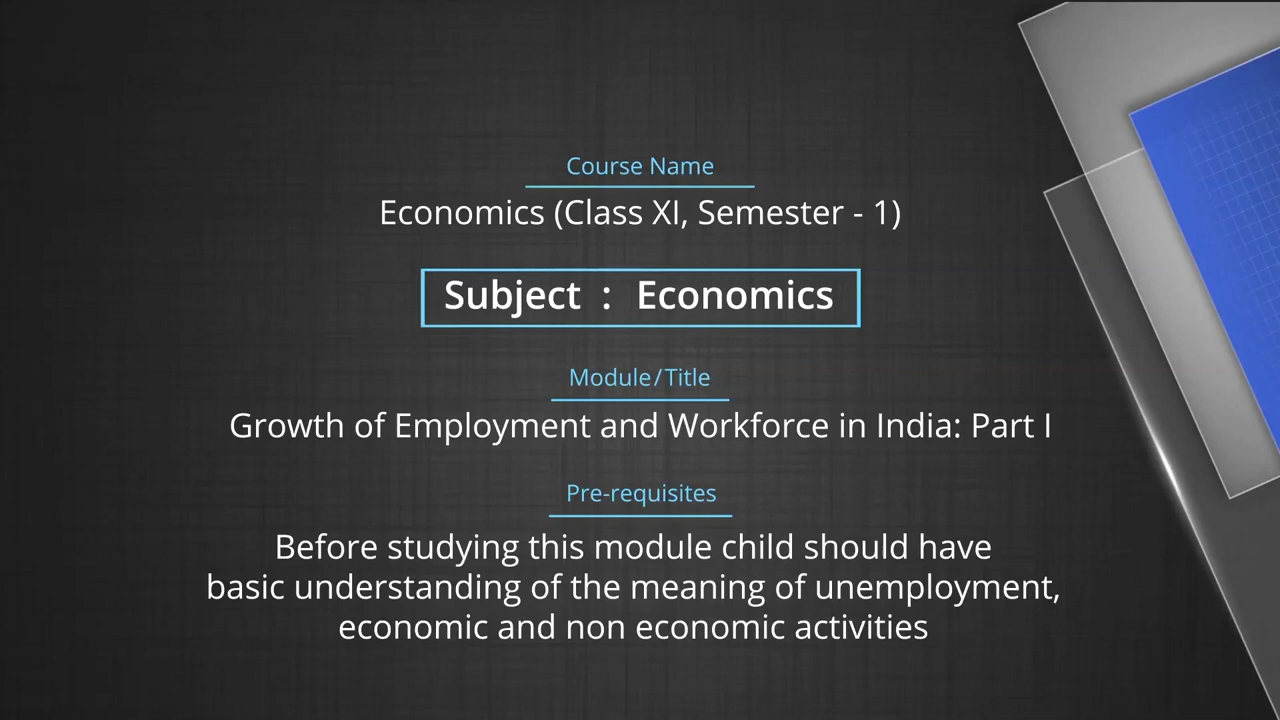 Course Name
Economics (Class XI, Semester - 1)
Subject : Economics
Module/Title
Growth of Employment and Workforce in India: Part I
Pre-requisites
Before studying this module child should have
basic understanding of the meaning of unemployment,
economic and non economic activities